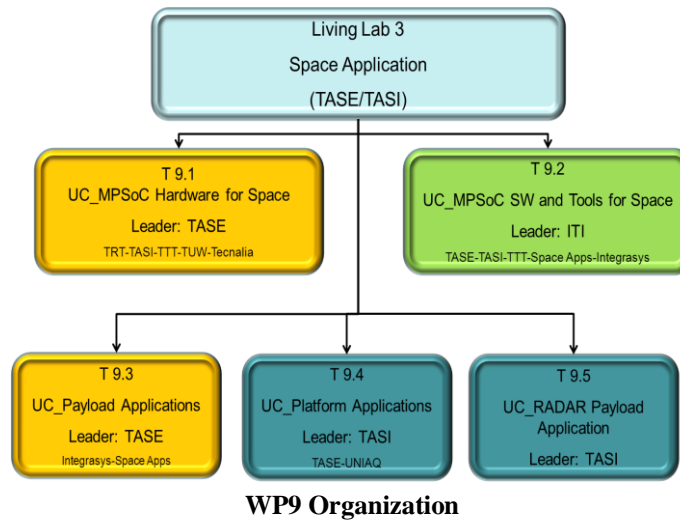 Living Lab 3
Space Application
(TASE/TASI)
T 9.1
UC_MPSoC Hardware for Space
Leader: TASE
TRT-TASI-TTT-TUW-Tecnalia
T 9.2
UC_MPSoC SW and Tools for Space
Leader: ITI
TASE-TASI-TTT-Space Apps-Integrasys
T 9.3
UC_Payload Applications
Leader: TASE
Integrasys-Space Apps
T 9.4
UC_Platform Applications
Leader: TASI
TASE-UNIAQ
T 9.5
UC_RADAR Payload
Application
Leader: TASI
WP9 Organization